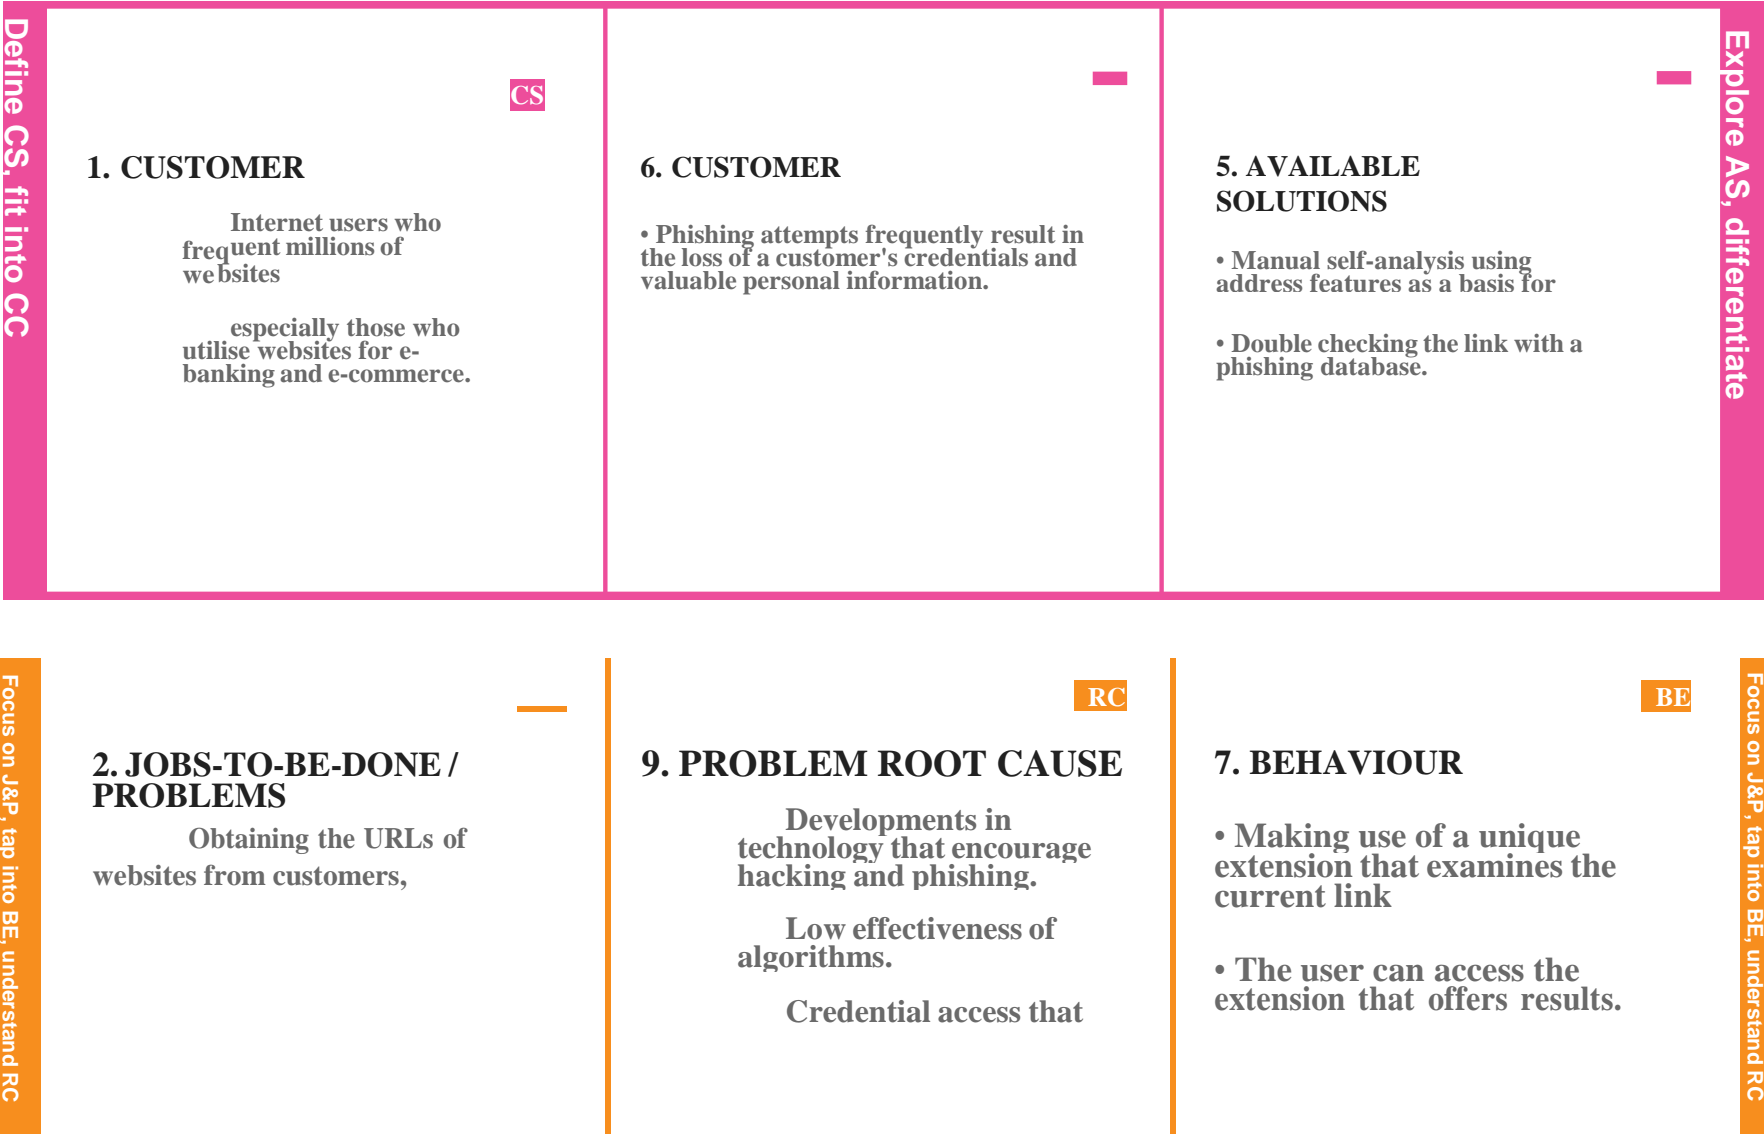 Define CS, fit into CC
CS
1. CUSTOMER
Internet users who
frequent millions of
websites
especially those who
utilise websites for e-
banking and e-commerce.
6. CUSTOMER
• Phishing attempts frequently result in
the loss of a customer's credentials and
valuable personal information.
5. AVAILABLE
SOLUTIONS
• Manual self-analysis using
address features as a basis for
• Double checking the link with a
phishing database.
Explore AS, differentiate
Focus on J&P, tap into BE, understand RC
2. JOBS-TO-BE-DONE /
PROBLEMS
Obtaining the URLs of
websites from customers,
RC
9. PROBLEM ROOT CAUSE
Developments in
technology that encourage
hacking and phishing.
Low effectiveness of
algorithms.
Credential access that
BE
7. BEHAVIOUR
• Making use of a unique
extension that examines the
current link
• The user can access the
extension that offers results.
Focus on J&P, tap into BE, understand RC